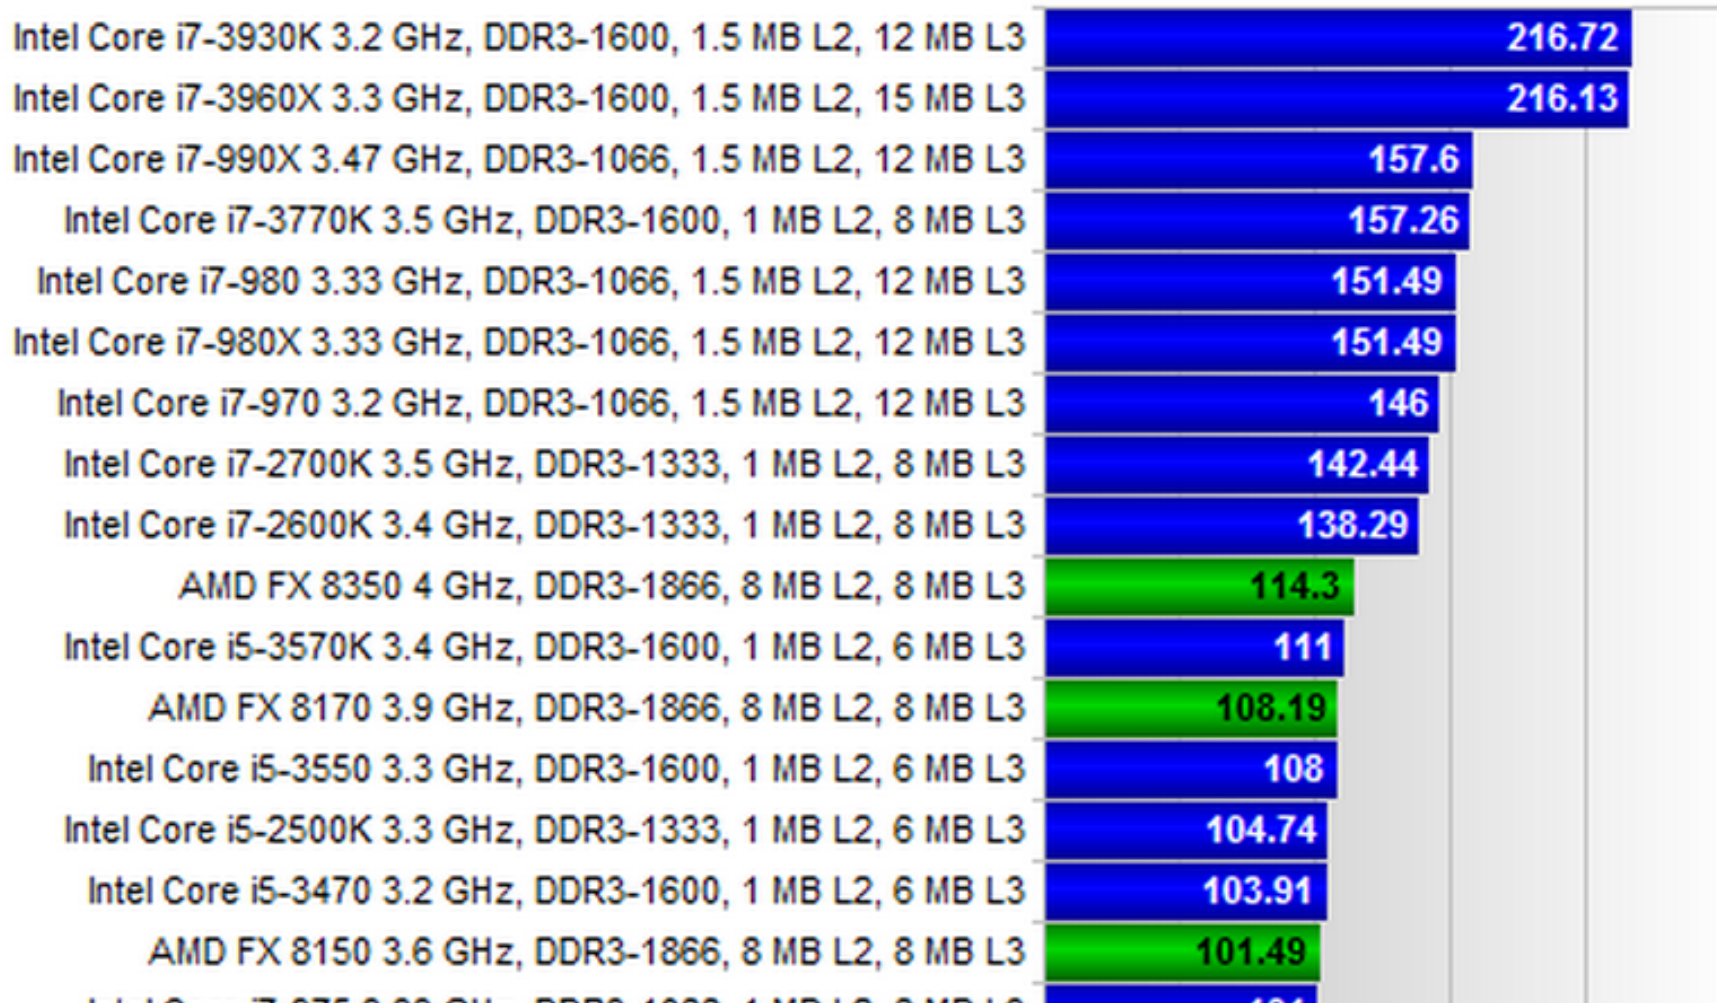 Intel Core i7-3930K 3.2 GHz, DDR3-1600, 1.5 MB L2, 12 MB L3 216.72
Intel Core i7-3960X 3.3 GHz, DDR3-1600, 1.5 MB L2, 15 MB L3 216.13
Intel Core i7-990X 3.47 GHz, DDR3-1066, 1.5 MB L2, 12 MB L3 157.6
Intel Core i7-3770K 3.5 GHz, DDR3-1600, 1 MB L2, 8 MB L3 157.26
Intel Core i7-980 3.33 GHz, DDR3-1066, 1.5 MB L2, 12 MB L3 151.49
Intel Core i7-980X 3.33 GHz, DDR3-1066, 1.5 MB L2, 12 MB L3 151.49
Intel Core i7-970 3.2 GHz, DDR3-1066, 1.5 MB L2, 12 MB L3 146
Intel Core i7-2700K 3.5 GHz, DDR3-1333, 1 MB L2, 8 MB L3 142.44
Intel Core i7-2600K 3.4 GHz, DDR3-1333, 1 MB L2, 8 MB L3 138.29
AMD FX 8350 4 GHz, DDR3-1866, 8 MB L2, 8 MB L3 114.3
Intel Core i5-3570K 3.4 GHz, DDR3-1600, 1 MB L2, 6 MB L3 111
AMD FX 8170 3.9 GHz, DDR3-1866, 8 MB L2, 8 MB L3 108.19
Intel Core i5-3550 3.3 GHz, DDR3-1600, 1 MB L2, 6 MB L3 108
Intel Core i5-2500K 3.3 GHz, DDR3-1333, 1 MB L2, 6 MB L3 104.74
Intel Core i5-3470 3.2 GHz, DDR3-1600, 1 MB L2, 6 MB L3 103.91
AMD FX 8150 3.6 GHz, DDR3-1866, 8 MB L2, 8 MB L3 101.49